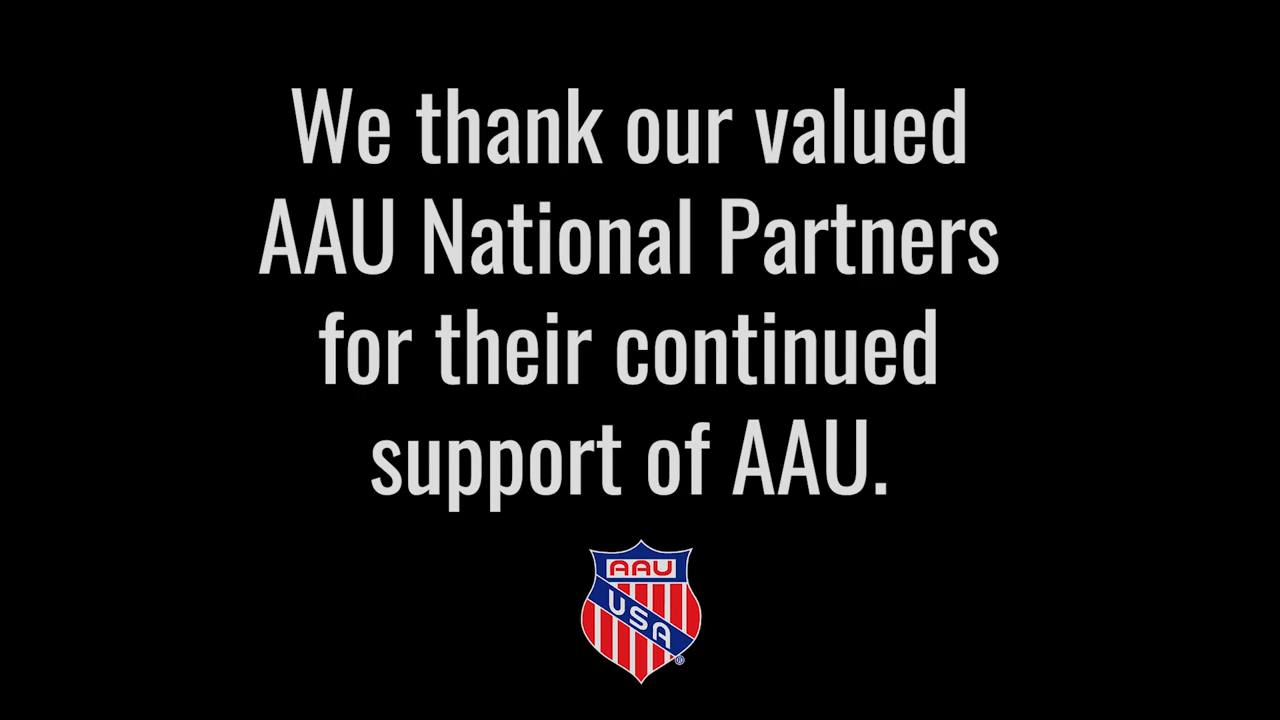 We thank our valued
AAU National Partners
for their continued
support of AAU.
AAU
USA
®